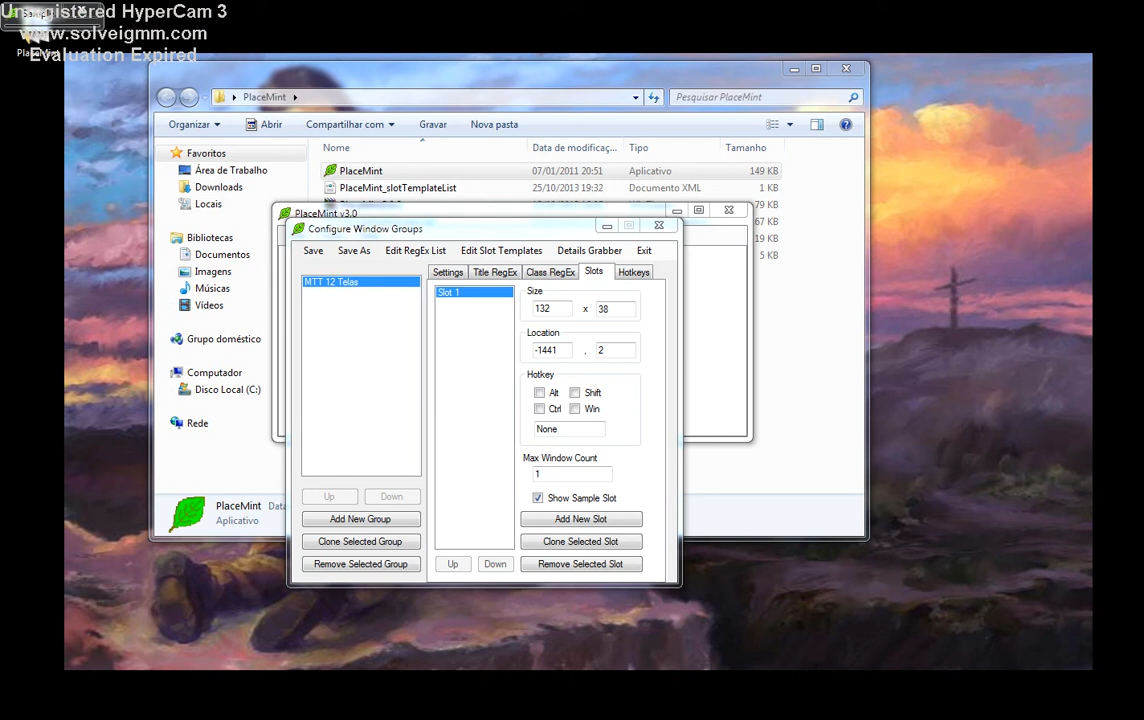 Unregistered HyperCam 3
www.solveigmm.com
Evaluation Expired
PlaceMint
Pesquisar PlaceMint
Organizar
Abrir
Compartilhar com
Gravar
Nova pasta
Favoritos
Área de Trabalho
Downloads
Locais
Bibliotecas
Documentos
Imagens
Músicas
Vídeos
Grupo doméstico
Computador
Disco Local (C:)
Rede
Nome
Data de modificaç...
Tipo
Tamanho
PlaceMint
07/01/2011 20:51
Aplicativo
149 KB
PlaceMint_slotTemplateList
25/10/2013 19:32
Documento XML
1 KB
79 KB
67 KB
19 KB
5 KB
PlaceMint v3.0
Configure Window Groups
Save
Save As
Edit RegEx List
Edit Slot Templates
Details Grabber
Exit
MTT 12 Telas
Up
Down
Add New Group
Clone Selected Group
Remove Selected Group
Settings
Title RegEx
Class RegEx
Slots
Hotkeys
Slot 1
Up
Down
Size
132 x 38
Location
-1441 , 2
Hotkey
Alt
Shift
Ctrl
Win
None
Max Window Count
1
Show Sample Slot
Add New Slot
Clone Selected Slot
Remove Selected Slot
PlaceMint
Aplicativo